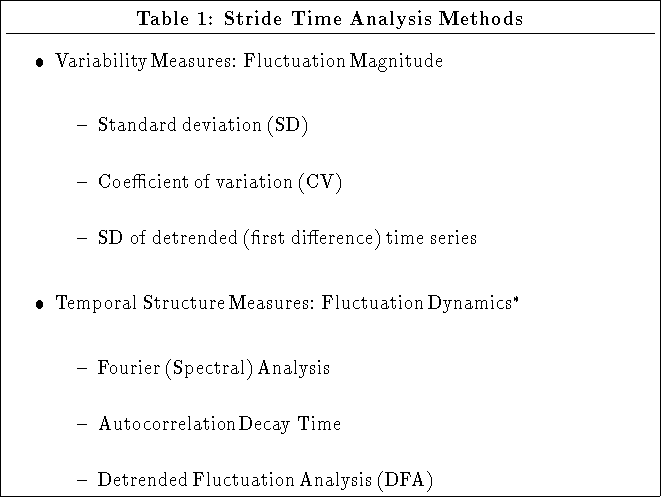 Table 1: Stride Time Analysis Methods
• Variability Measures: Fluctuation Magnitude
– Standard deviation (SD)
– Coefficient of variation (CV)
– SD of detrended (first difference) time series
• Temporal Structure Measures: Fluctuation Dynamics*
– Fourier (Spectral) Analysis
– Autocorrelation Decay Time
– Detrended Fluctuation Analysis (DFA)